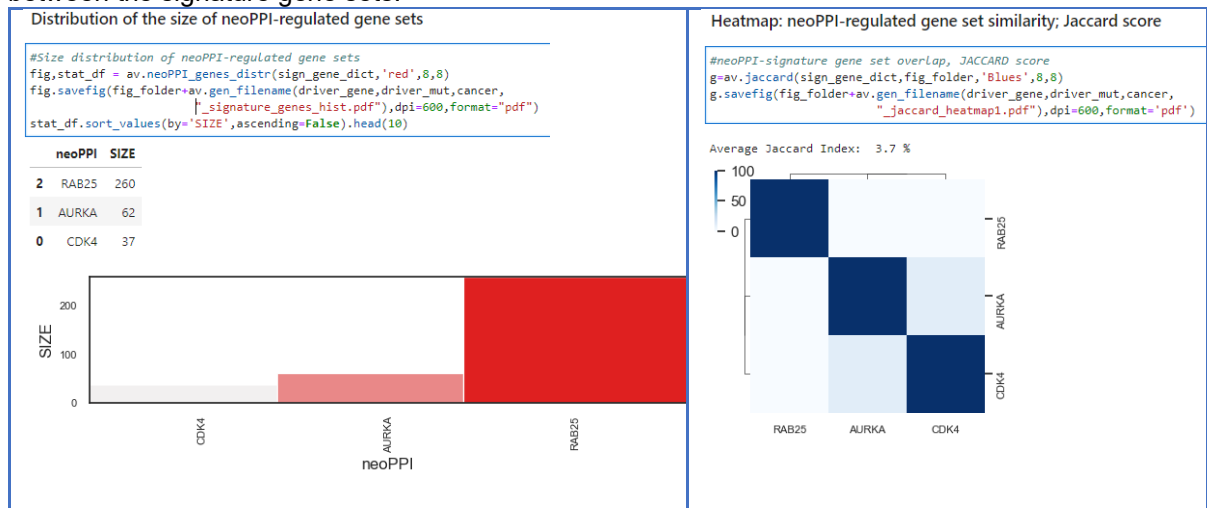 between the signature gene sets.
Distribution of the size of neoPPI-regulated gene sets
#Size distribution of neoPPI-regulated gene sets
fig,stat_df = av.neoPPI_genes_distr(sign_gene_dict,'red',8,8)
fig.savefig(fig_folder+av.gen_filename(driver_gene,driver_mut,cancer,
"_signature_genes_hist.pdf"),dpi=600,format="pdf")
stat_df.sort_values(by='SIZE',ascending=False).head(10)
neoPPI SIZE
2 RAB25 260
1 AURKA 62
0 CDK4 37
200
100
0
SIZE
CDK4
AURKA
RAB25
neoPPI
Heatmap: neoPPI-regulated gene set similarity; Jaccard score
#neoPPI-signature gene set overlap, JACCARD score
g=av.jaccard(sign_gene_dict,fig_folder,'Blues',8,8)
g.savefig(fig_folder+av.gen_filename(driver_gene,driver_mut,cancer,
"_jaccard_heatmap1.pdf"),dpi=600,format='pdf')
Average Jaccard Index: 3.7 %
100
50
0
RAB25
AURKA
CDK4
RAB25 AURKA CDK4